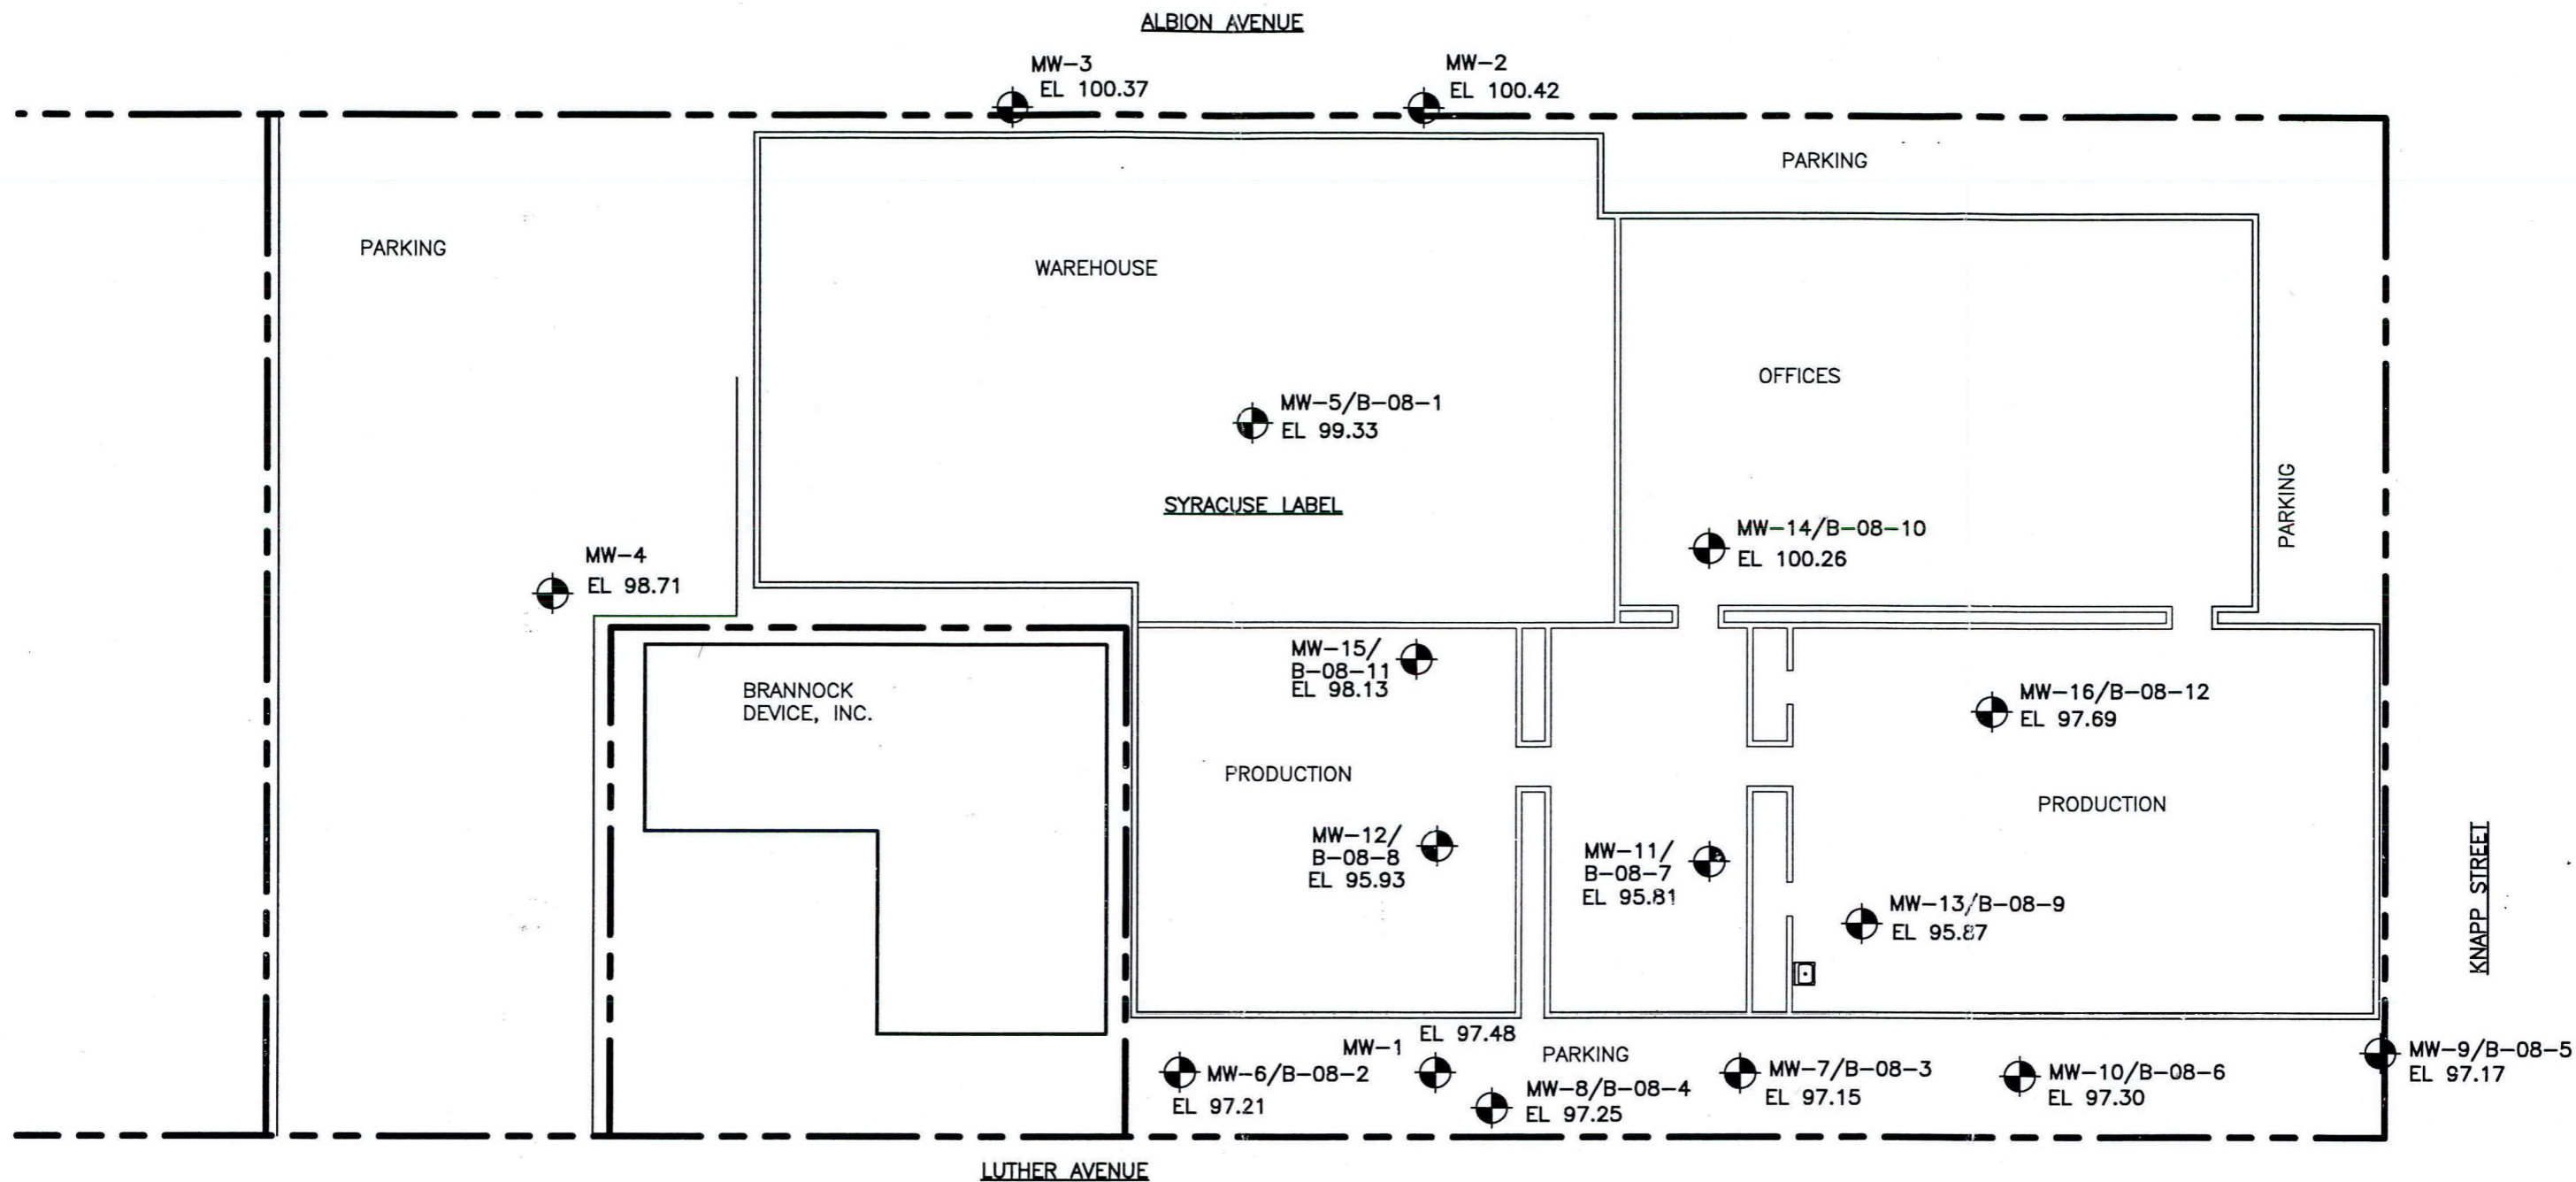 ALBION AVENUE
MW-3
EL 100.37
MW-2
EL 100.42
PARKING
PARKING
WAREHOUSE
OFFICES
MW-5/B-08-1
EL 99.33
PARKING
SYRACUSE LABEL
MW-14/B-08-10
EL 100.26
MW-4
EL 98.71
MW-15/
B-08-11
EL 98.13
BRANNOCK
DEVICE, INC.
MW-16/B-08-12
EL 97.69
PRODUCTION
PRODUCTION
MW-12/
B-08-8
EL 95.93
MW-11/
B-08-7
EL 95.81
KNAPP STREET
MW-13/B-08-9
EL 95.87
EL 97.48
MW-1
PARKING
MW-9/B-08-5
EL 97.17
MW-6/B-08-2
EL 97.21
MW-8/B-08-4
EL 97.25
MW-7/B-08-3
EL 97.15
MW-10/B-08-6
EL 97.30
LUTHER AVENUE